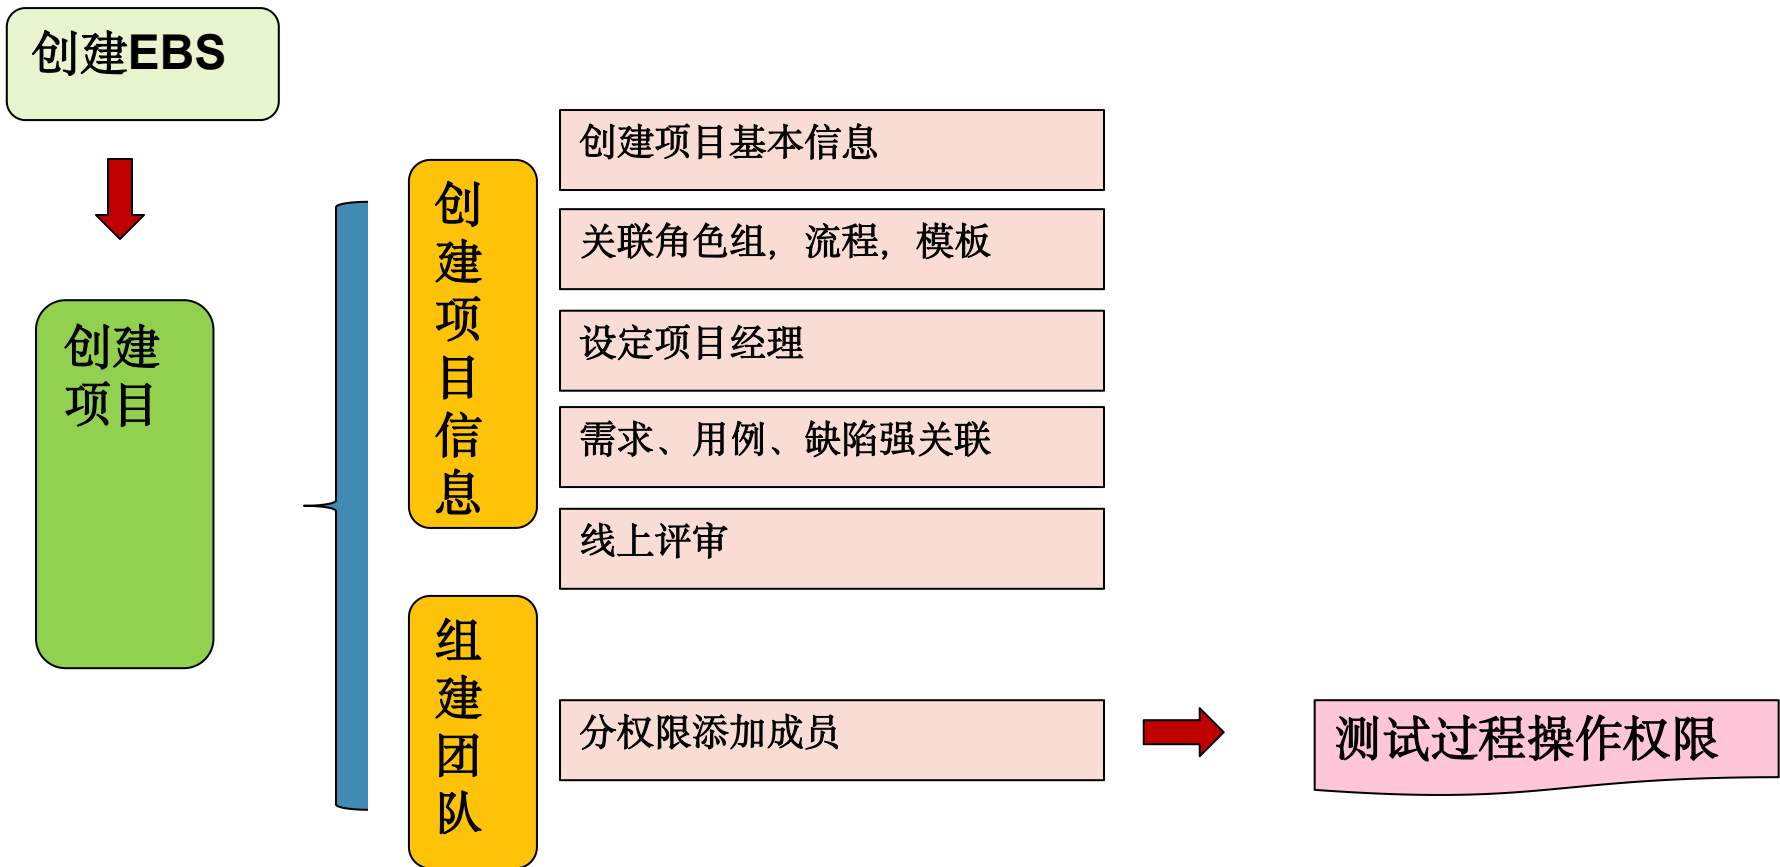 创建EBS
创建
项目
创
建
项
目
信
息
创建项目基本信息
关联角色组，流程，模板
设定项目经理
需求、用例、缺陷强关联
线上评审
组
建
团
队
分权限添加成员
测试过程操作权限